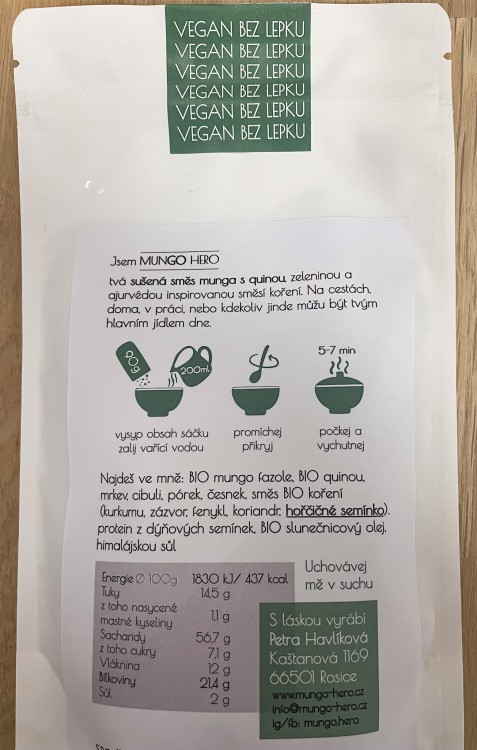 VEGAN BEZ LEPKU
VEGAN BEZ LEPKU
VEGAN BEZ LEPKU
VEGAN BEZ LEPKU
VEGAN BEZ LEPKU
VEGAN BEZ LEPKU
Jsem MUNGO HERO
tvá sušená směs munga s quinou, zeleninou a
ajurvédou inspirovanou směsí koření. Na cestách,
doma, v práci, nebo kdekoliv jinde můžu být tvým
hlavním jídlem dne.
60g
200ml
5-7 min
vysyp obsah sáčku
zalij vařící vodou
promíchej
přikryj
počkej a
vychutnej
Najdeš ve mně: BIO mungo fazole, BIO quinou,
mrkev, cibuli, pórek, česnek, směs BIO koření
(kurkumu, zázvor, fenykl, koriandr, hořčičné semínko),
protein z dýňových semínek, BIO slunečnicový olej,
himalájskou sůl
Energie Ø 100g 1830 kJ/ 437 kcal
Tuky 14,5 g
z toho nasycené
mastné kyseliny 1,1 g
Sacharidy 56,7 g
z toho cukry 7,1 g
Vláknina 12 g
Bílkoviny 21,4 g
Sůl 2 g
Uchovávej
mě v suchu
S láskou vyrábí
Petra Havlíková
Kaštanová 1169
66501 Rosice
www.mungo-hero.cz
info@mungo-hero.cz
ig/fb: mungo.hero